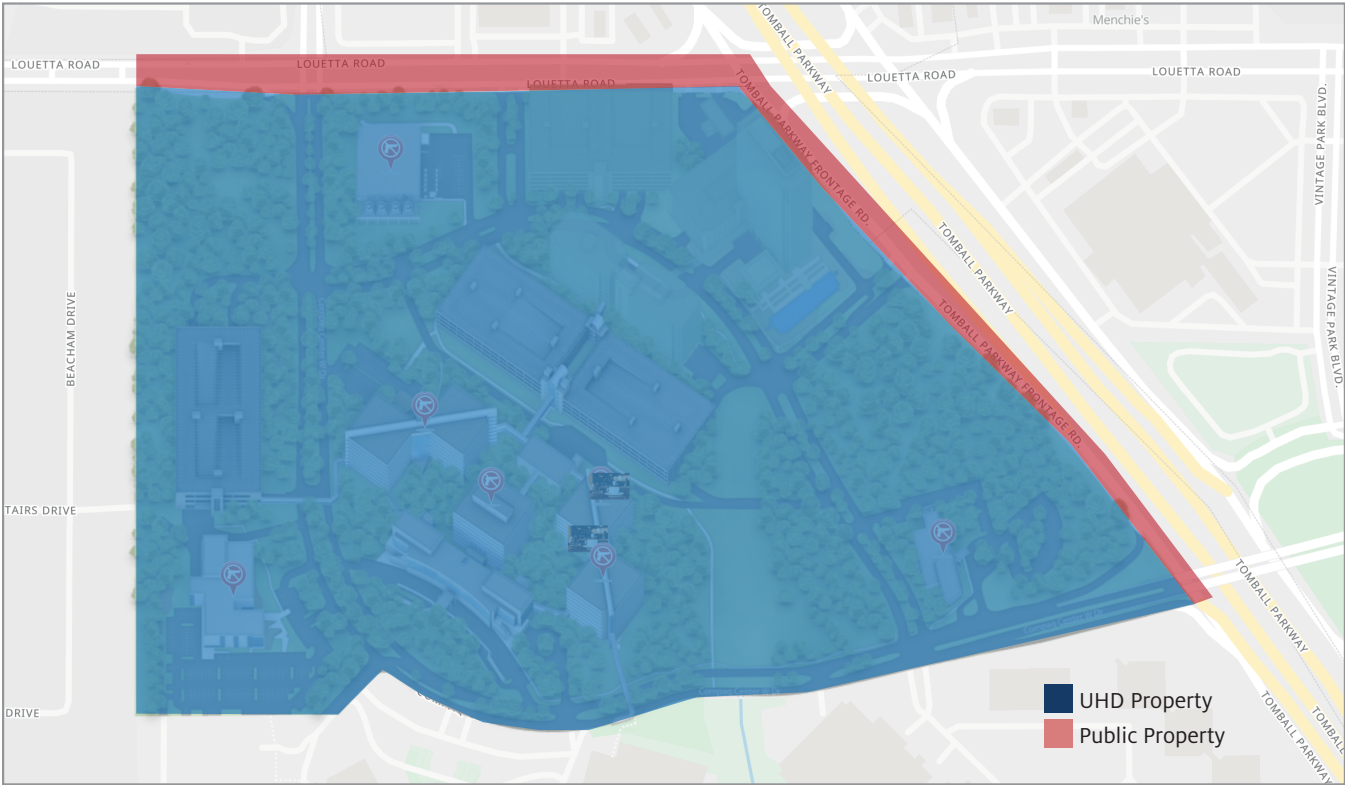 Menchie's
TOMBALL PARKWAY
LOUETTA ROAD
LOUETTA ROAD
LOUETTA ROAD
LOUETTA ROAD
LOUETTA ROAD
TOMBALL PARKWAY FRONTAGE RD.
VINTAGE PARK BLVD.
TOMBALL PARKWAY
VINTAGE PARK BLVD.
BEACHAM DRIVE
TOMBALL PARKWAY FRONTAGE RD.
TAIRS DRIVE
TOMBALL PARKWAY
DRIVE
UHD Property
Public Property
TOMBALL PARKWAY
TOMBALL